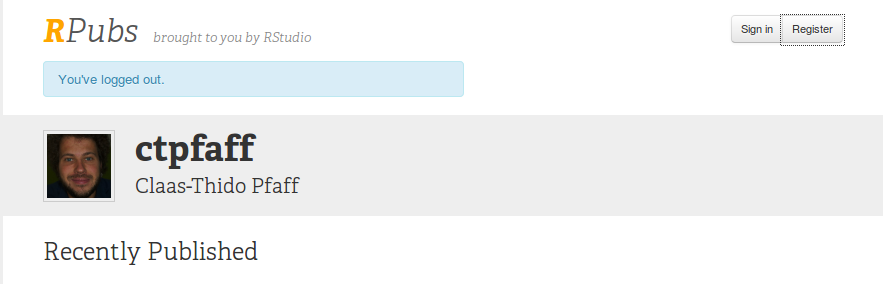 RPubs brought to you by RStudio
Sign in Register
You've logged out.
ctpfaff
Claas-Thido Pfaff
Recently Published